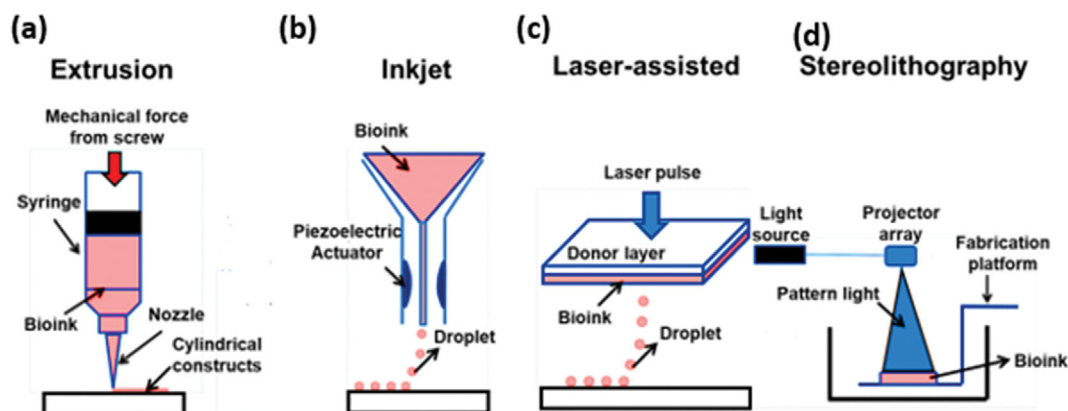 (a)
Extrusion
Mechanical force
from screw
Syringe
Bioink
Nozzle
Cylindrical
constructs
(b)
Inkjet
Bioink
Piezoelectric
Actuator
Droplet
(c)
Laser-assisted
Laser pulse
Donor layer
Bioink
Droplet
(d)
Stereolithography
Light
source
Projector
array
Fabrication
platform
Pattern light
Bioink